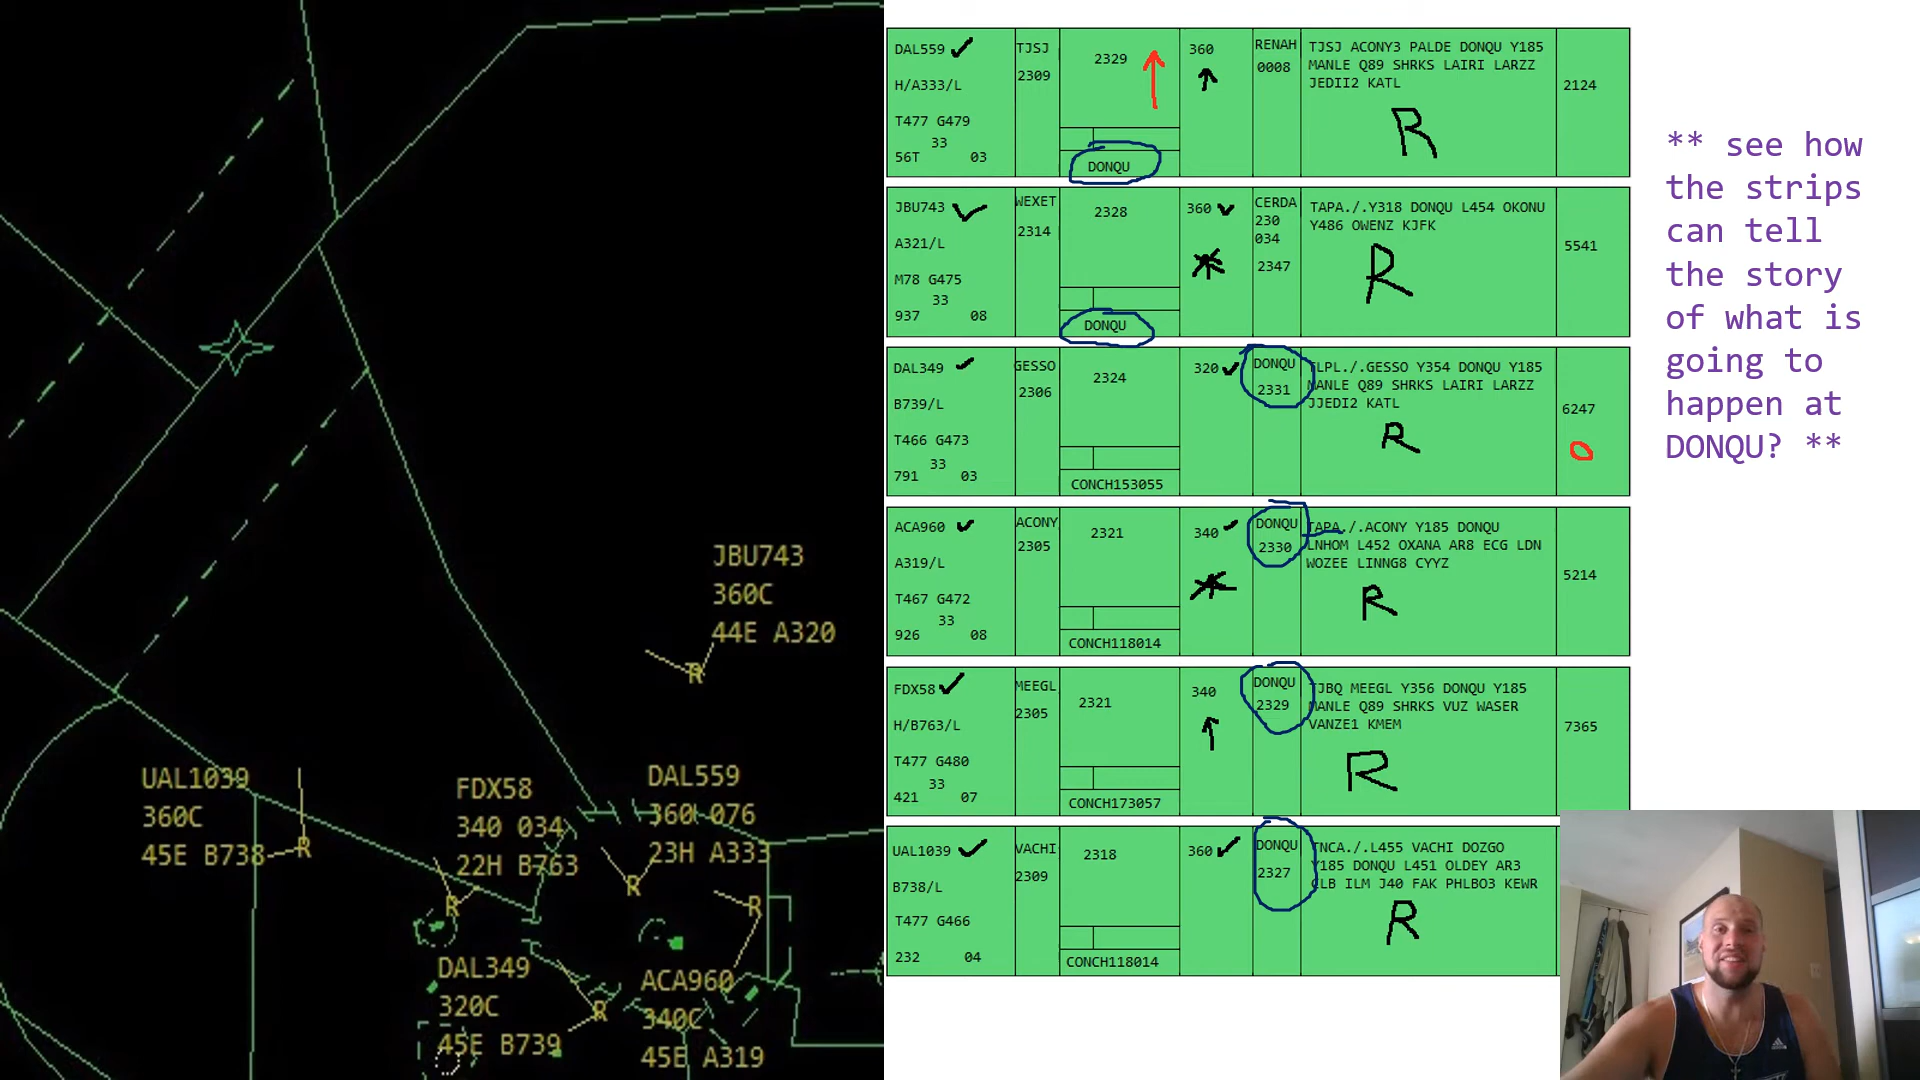 JBU743
360C
44E A320
UAL1039
360C
45E B738
R
FDX58
340 034
22H B763
R
DAL559
360 076
23H A333
R
R
R
DAL349
320C
45E B739
R
ACA960
340C
45E A319
DAL559
H/A333/L
T477 G479
33
56T 03
TJSJ
2309
2329
DONQU
360
RENAH
0008
TJSJ ACONY3 PALDE DONQU Y185
MANLE Q89 SHRKS LAIRI LARZZ
JEDII2 KATL
R
2124
JBU743
A321/L
M78 G475
33
937 08
WEXET
2314
2328
DONQU
360
CERDA
230
034
2347
TAPA./.Y318 DONQU L454 OKONU
Y486 OWENZ KJFK
R
5541
DAL349
B739/L
T466 G473
33
791 03
GESSO
2306
2324
CONCH153055
320
DONQU
2331
LPL./.GESSO Y354 DONQU Y185
MANLE Q89 SHRKS LAIRI LARZZ
JJEDI2 KATL
R
6247
O
ACA960
A319/L
T467 G472
33
926 08
ACONY
2305
2321
CONCH118014
340
DONQU
2330
TAPA./.ACONY Y185 DONQU
LNHOM L452 OXANA AR8 ECG LDN
WOZEE LINNG8 CYYZ
R
5214
FDX58
H/B763/L
T477 G480
33
421 07
MEEGL
2305
2321
CONCH173057
340
DONQU
2329
TJBQ MEEGL Y356 DONQU Y185
MANLE Q89 SHRKS VUZ WASER
VANZE1 KMEM
R
7365
UAL1039
B738/L
T477 G466
232 04
VACHI
2309
2318
CONCH118014
360
DONQU
2327
TNCA./.L455 VACHI DOZGO
Y185 DONQU L451 OLDEY AR3
CLB ILM J40 FAK PHLBO3 KEWR
R
** see how
the strips
can tell
the story
of what is
going to
happen at
DONQU? **